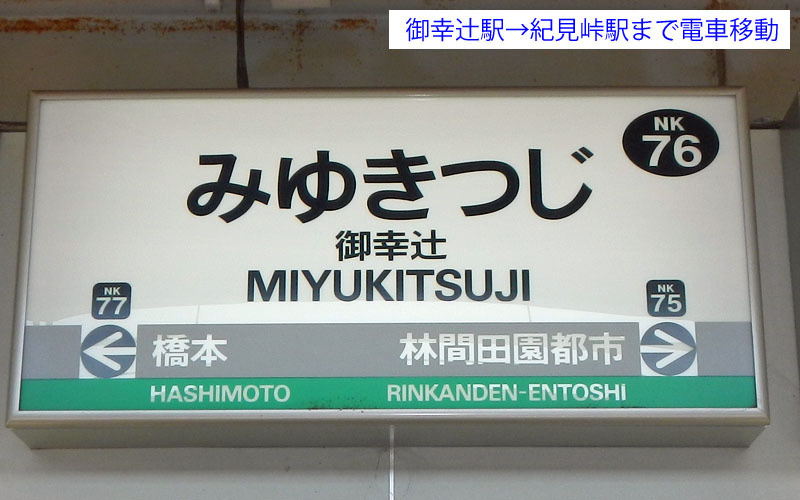 御幸辻駅→紀見峠駅まで電車移動
NK
76
みゆきつじ
御幸辻
MIYUKITSUJI
NK
77
NK
75
橋本
林間田園都市
HASHIMOTO
RINKANDEN-ENTOSHI